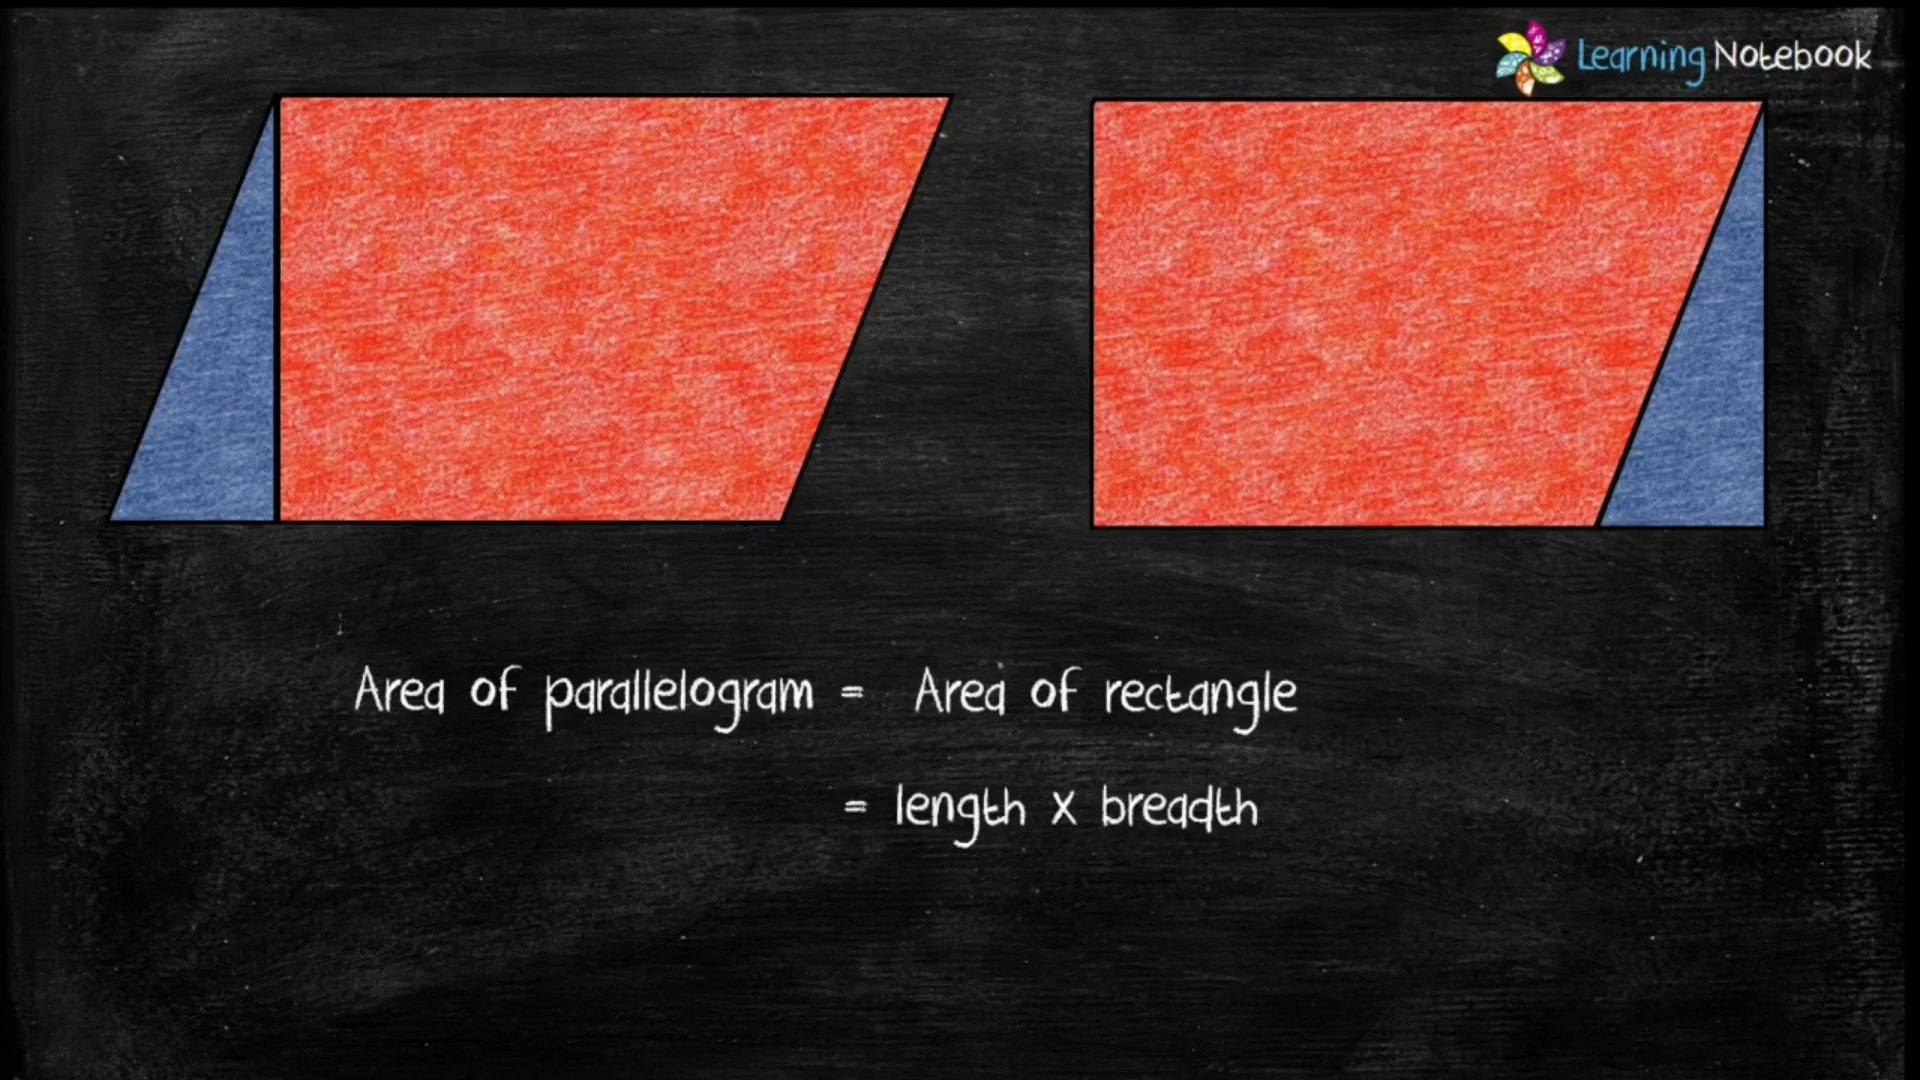 Learning Notebook
Area of parallelogram = Area of rectangle
= length x breadth